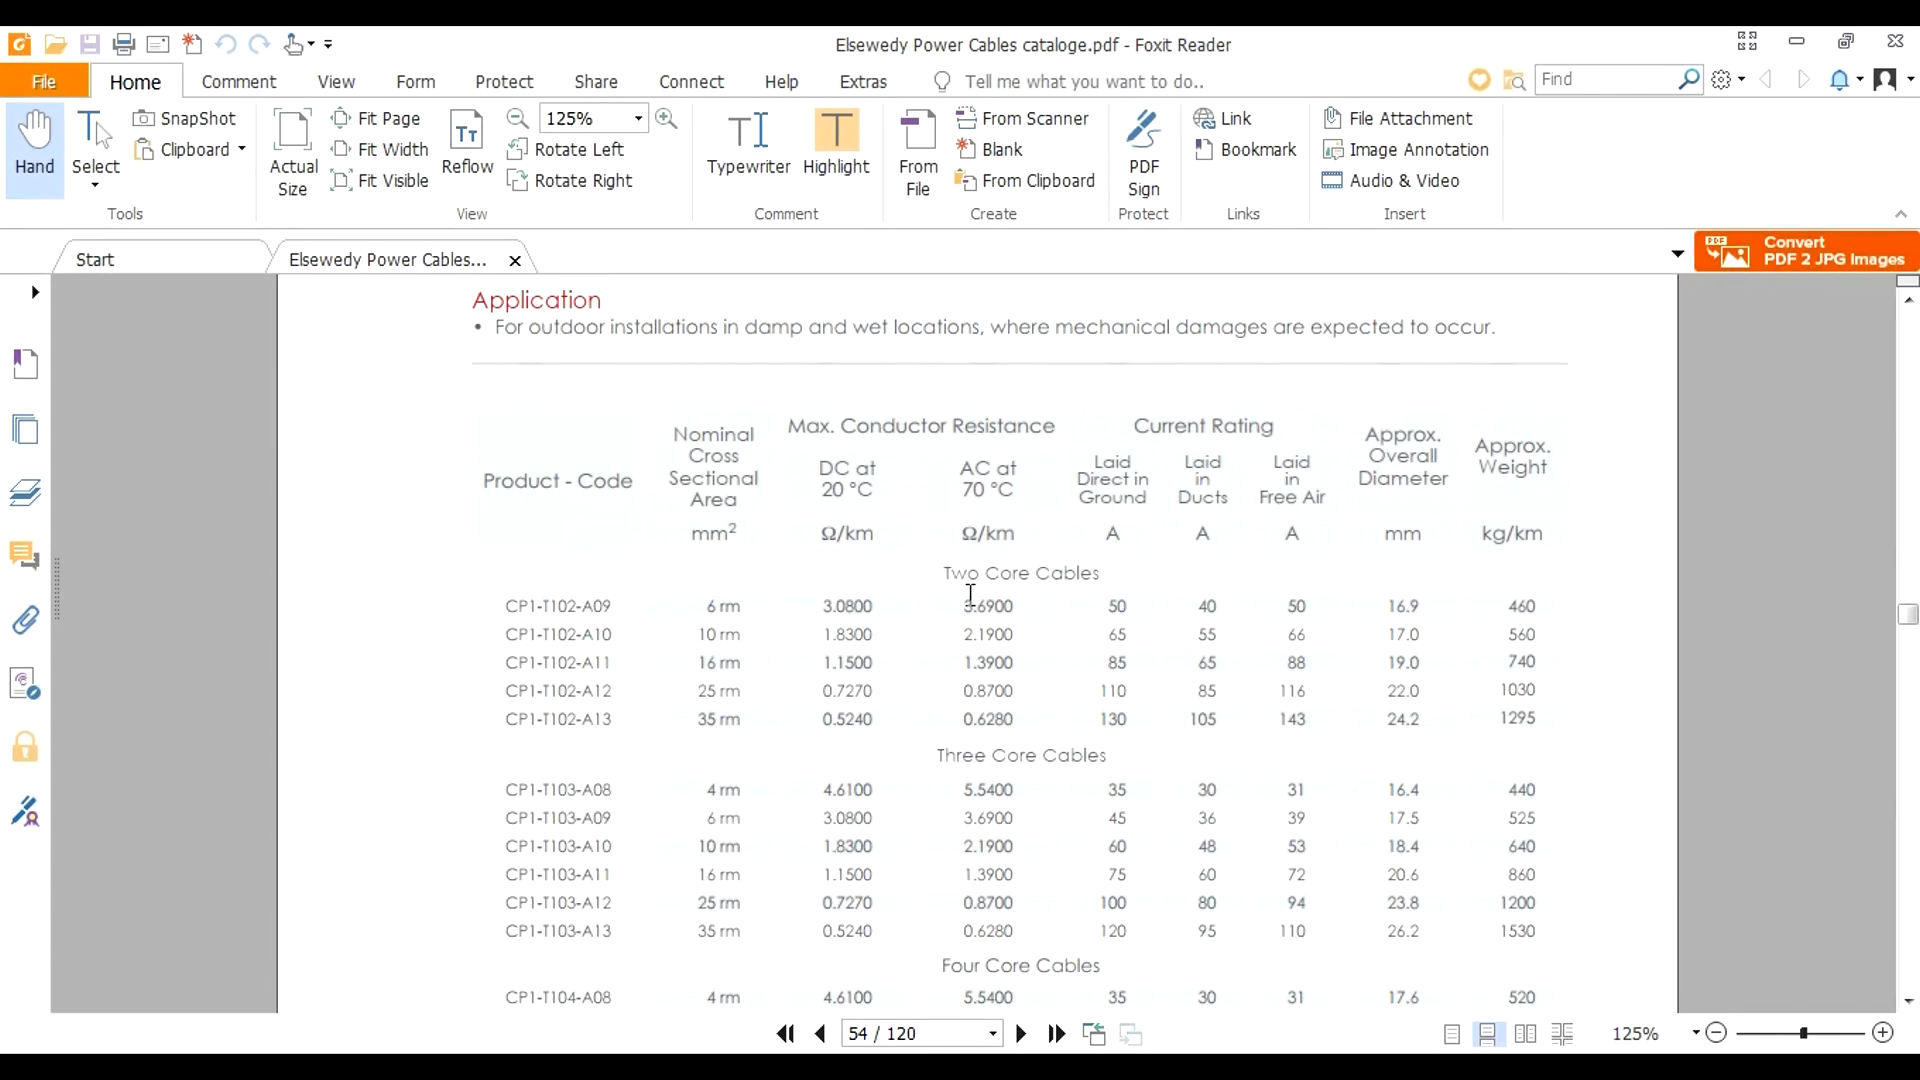 Elsewedy Power Cables cataloge.pdf - Foxit Reader
File Home Comment View Form Protect Share Connect Help Extras Tell me what you want to do.. Find
Hand
Select
SnapShot
Clipboard
Tools
Actual
Size
Fit Page
Fit Width
Fit Visible
Reflow
125%
Rotate Left
Rotate Right
View
Typewriter
Highlight
Comment
From
File
From Scanner
Blank
From Clipboard
Create
PDF
Sign
Protect
Link
Bookmark
Links
File Attachment
Image Annotation
Audio & Video
Insert
Start
Elsewedy Power Cables...
PDF
Convert
PDF 2 JPG Images
Application
• For outdoor installations in damp and wet locations, where mechanical damages are expected to occur.
Product - Code
Nominal
Cross
Sectional
Area
mm²
Max. Conductor Resistance
DC at
20 °C
Ω/km
AC at
70 °C
Ω/km
Current Rating
Laid
Direct in
Ground
A
Laid
in
Ducts
A
Laid
in
Free Air
A
Approx.
Overall
Diameter
mm
Approx.
Weight
kg/km
Two Core Cables
CP1-T102-A09 6 rm 3.0800 3.6900 50 40 50 16.9 460
CP1-T102-A10 10 rm 1.8300 2.1900 65 55 66 17.0 560
CP1-T102-A11 16 rm 1.1500 1.3900 85 65 88 19.0 740
CP1-T102-A12 25 rm 0.7270 0.8700 110 85 116 22.0 1030
CP1-T102-A13 35 rm 0.5240 0.6280 130 105 143 24.2 1295
Three Core Cables
CP1-T103-A08 4 rm 4.6100 5.5400 35 30 31 16.4 440
CP1-T103-A09 6 rm 3.0800 3.6900 45 36 39 17.5 525
CP1-T103-A10 10 rm 1.8300 2.1900 60 48 53 18.4 640
CP1-T103-A11 16 rm 1.1500 1.3900 75 60 72 20.6 860
CP1-T103-A12 25 rm 0.7270 0.8700 100 80 94 23.8 1200
CP1-T103-A13 35 rm 0.5240 0.6280 120 95 110 26.2 1530
Four Core Cables
CP1-T104-A08 4 rm 4.6100 5.5400 35 30 31 17.6 520
54 / 120
125%